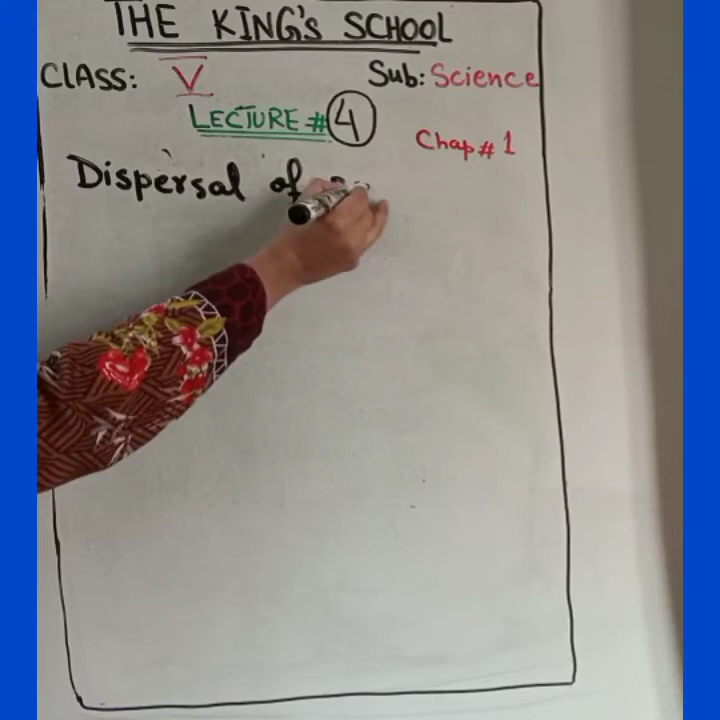 THE KING'S SCHOOL
CLASS: V Sub: Science
LECTURE # 4
Chap # 1
Dispersal of